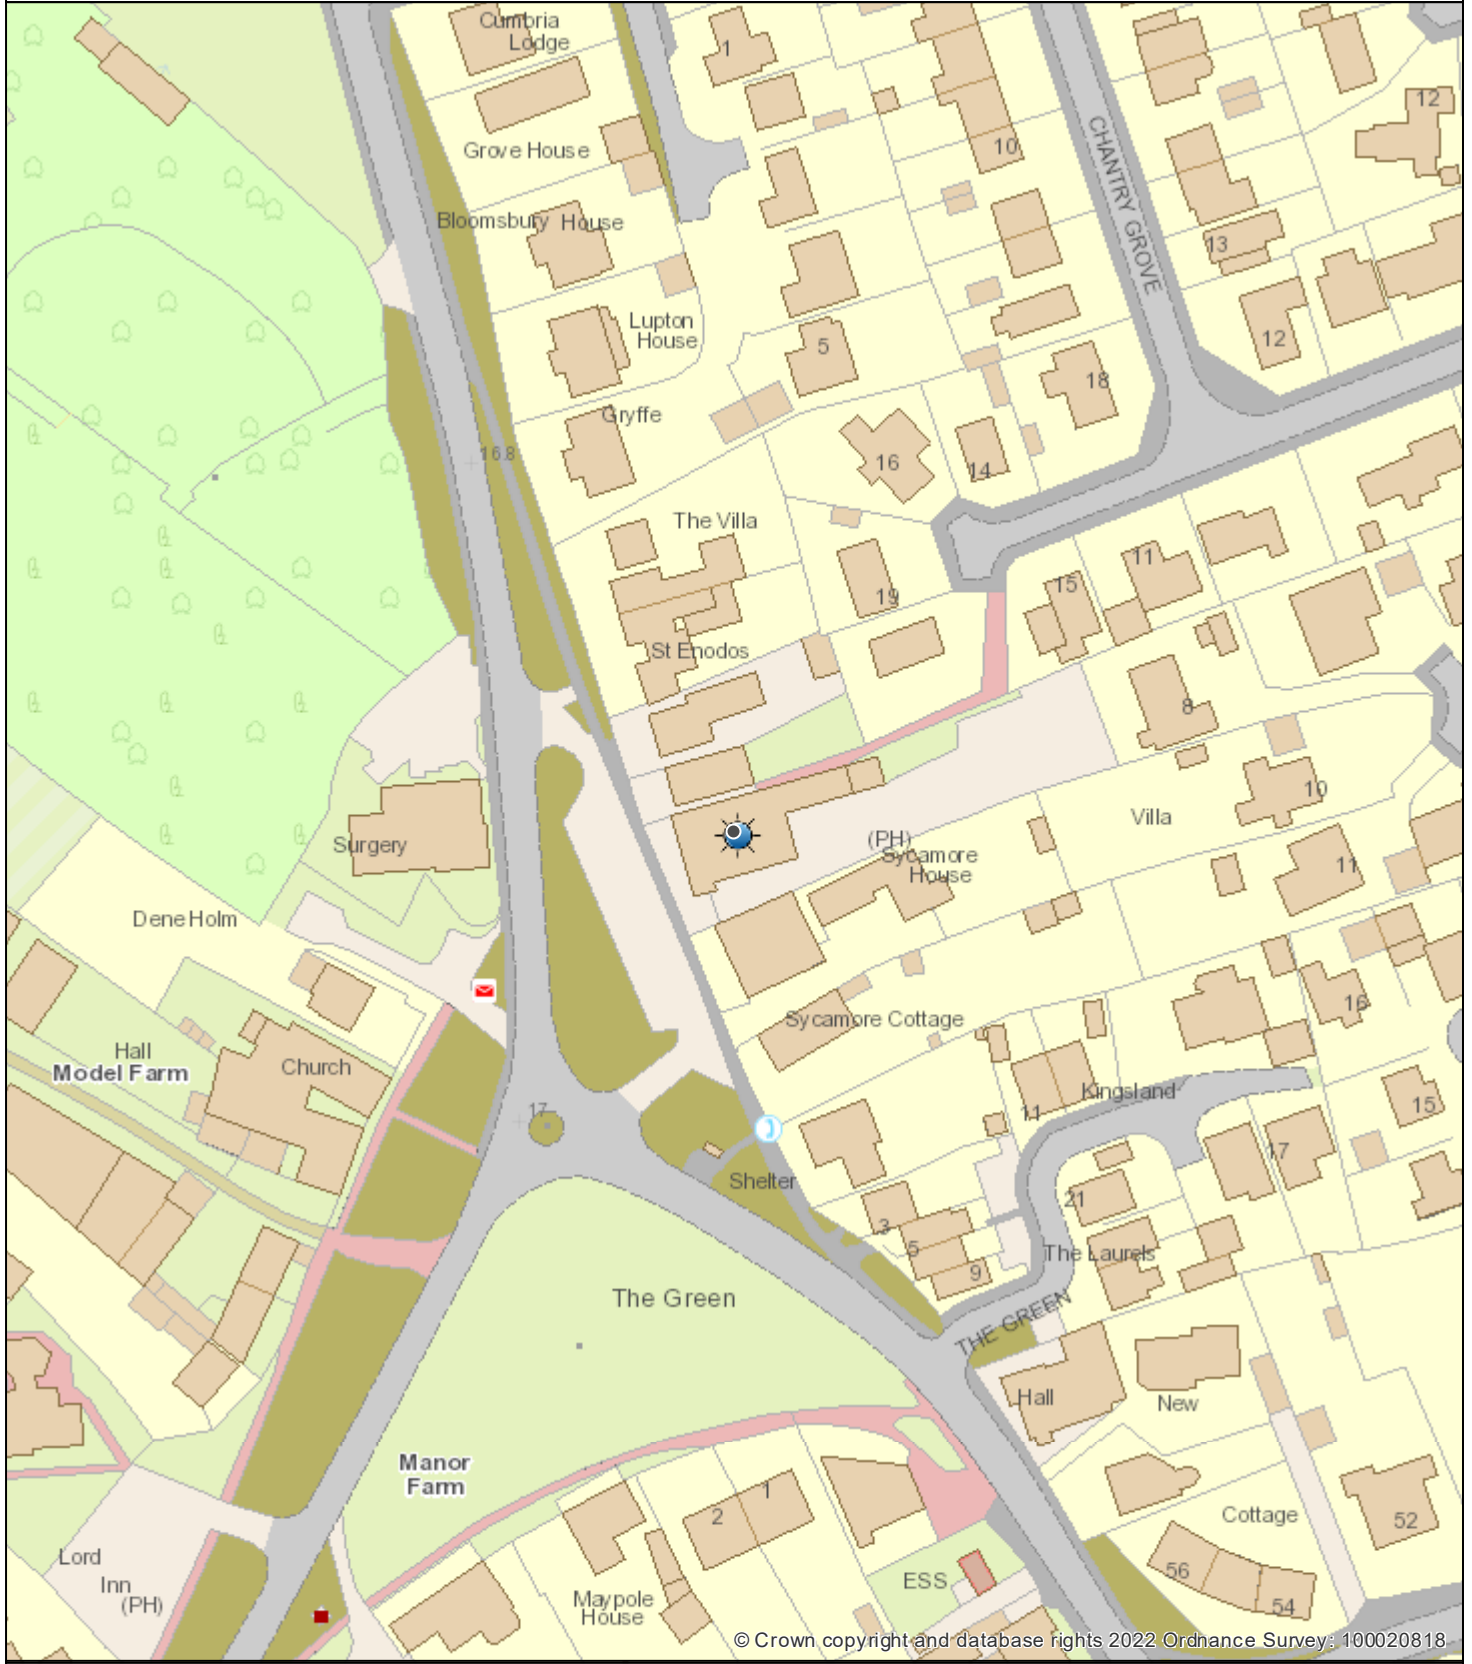 Cumbria
Lodge
1
12
Grove House
10
CHANTRY GROVE
Bloomsbury House
13
Lupton
House
5
12
18
Gryffe
16.8
16
14
The Villa
11
15
19
St Enodos
8
10
Villa
(PH)
Surgery
Sycamore
House
11
Dene Holm
16
Sycamore Cottage
Hall
Model Farm
Church
Kingsland
11
15
17
17
Shelter
21
3
5
The Laurels
9
The Green
THE GREEN
Hall
New
Manor
Farm
1
2
Cottage
52
Lord
Inn
(PH)
56
ESS
Maypole
House
54
© Crown copyright and database rights 2022 Ordnance Survey: 100020818